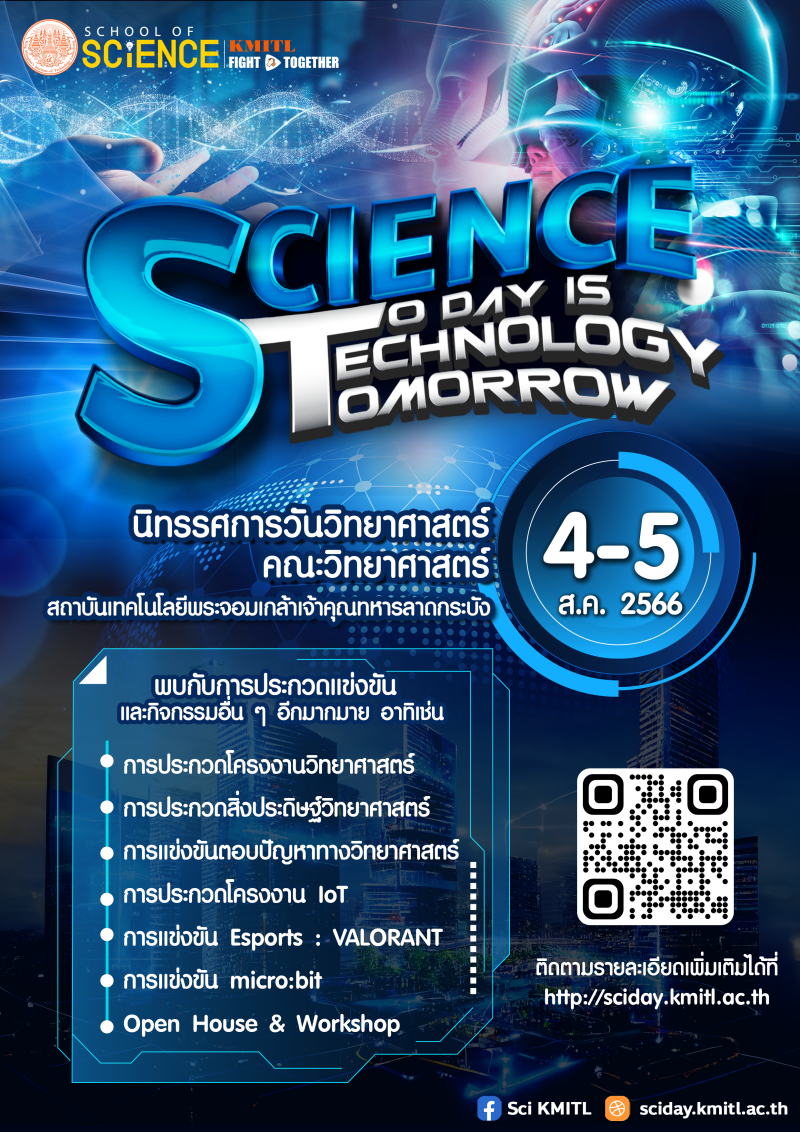 SCHOOL OF
SCiENCE
KMITL
FIGHT TOGETHER
SCIENCE
TO DAY IS
TECHNOLOGY
TOMORROW
นิทรรศการวันวิทยาศาสตร์
คณะวิทยาศาสตร์
สถาบันเทคโนโลยีพระจอมเกล้าเจ้าคุณทหารลาดกระบัง
4-5
ส.ค. 2566
พบกับการประกวดแข่งขัน
และกิจกรรมอื่น ๆ อีกมากมาย อาทิเช่น
การประกวดโครงงานวิทยาศาสตร์
การประกวดสิ่งประดิษฐ์วิทยาศาสตร์
การแข่งขันตอบปัญหาทางวิทยาศาสตร์
การประกวดโครงงาน IoT
การแข่งขัน Esports : VALORANT
การแข่งขัน micro:bit
Open House & Workshop
ติดตามรายละเอียดเพิ่มเติมได้ที่
http://sciday.kmitl.ac.th
Sci KMITL
sciday.kmitl.ac.th